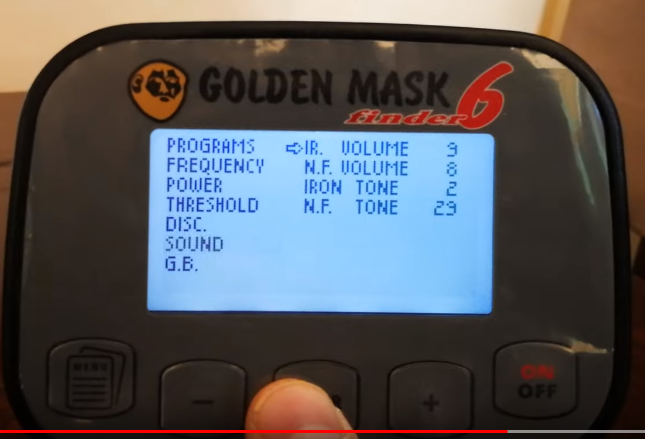 GOLDEN MASK
finder 6
PROGRAMS ⇨IR. VOLUME 9
FREQUENCY N.F. VOLUME 8
POWER IRON TONE 2
THRESHOLD N.F. TONE 29
DISC.
SOUND
G.B.
MENU
-
+
ON
OFF